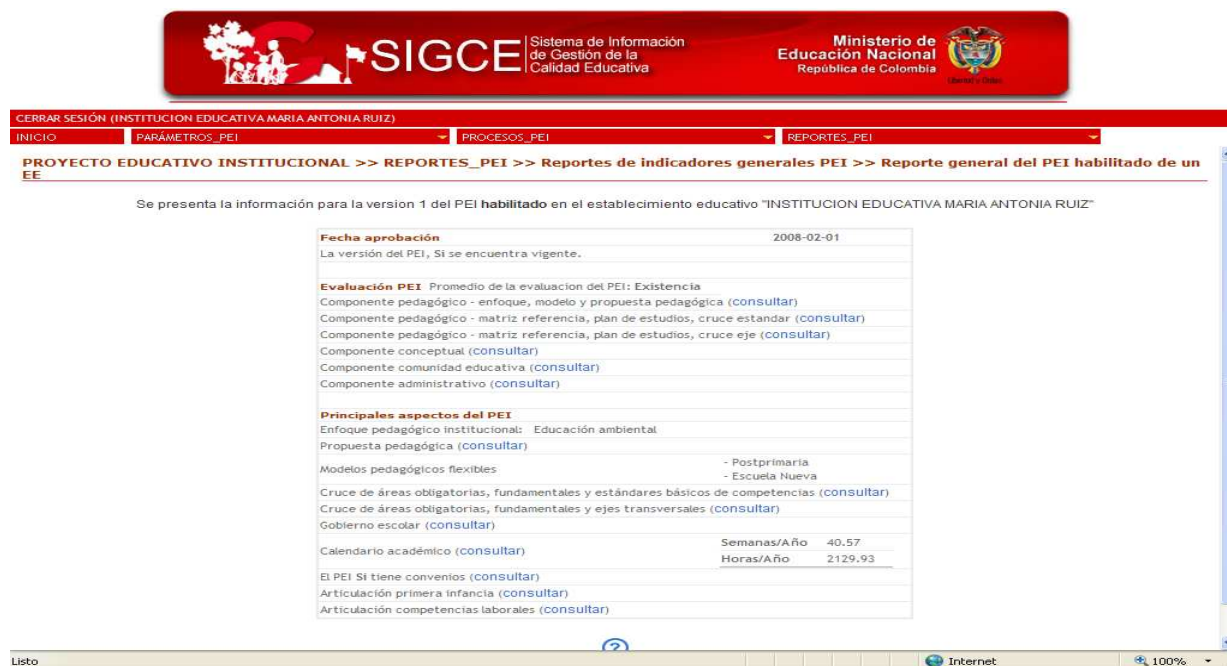 SIGCE
Sistema de Información
de Gestión de la
Calidad Educativa
Ministerio de
Educación Nacional
República de Colombia
Libertad y Orden
CERRAR SESIÓN (INSTITUCION EDUCATIVA MARIA ANTONIA RUIZ)
INICIO PARÁMETROS_PEI PROCESOS_PEI REPORTES_PEI
PROYECTO EDUCATIVO INSTITUCIONAL >> REPORTES_PEI >> Reportes de indicadores generales PEI >> Reporte general del PEI habilitado de un
EE
Se presenta la información para la version 1 del PEI habilitado en el establecimiento educativo "INSTITUCION EDUCATIVA MARIA ANTONIA RUIZ"
Fecha aprobación 2008-02-01
La versión del PEI, Si se encuentra vigente.
Evaluación PEI Promedio de la evaluacion del PEI: Existencia
Componente pedagógico - enfoque, modelo y propuesta pedagógica (consultar)
Componente pedagógico - matriz referencia, plan de estudios, cruce estandar (consultar)
Componente pedagógico - matriz referencia, plan de estudios, cruce eje (consultar)
Componente conceptual (consultar)
Componente comunidad educativa (consultar)
Componente administrativo (consultar)
Principales aspectos del PEI
Enfoque pedagógico institucional: Educación ambiental
Propuesta pedagógica (consultar)
Modelos pedagógicos flexibles
- Postprimaria
- Escuela Nueva
Cruce de áreas obligatorias, fundamentales y estándares básicos de competencias (consultar)
Cruce de áreas obligatorias, fundamentales y ejes transversales (consultar)
Gobierno escolar (consultar)
Calendario académico (consultar)
Semanas/Año 40.57
Horas/Año 2129.93
El PEI Si tiene convenios (consultar)
Articulación primera infancia (consultar)
Articulación competencias laborales (consultar)
?
Listo Internet 100%